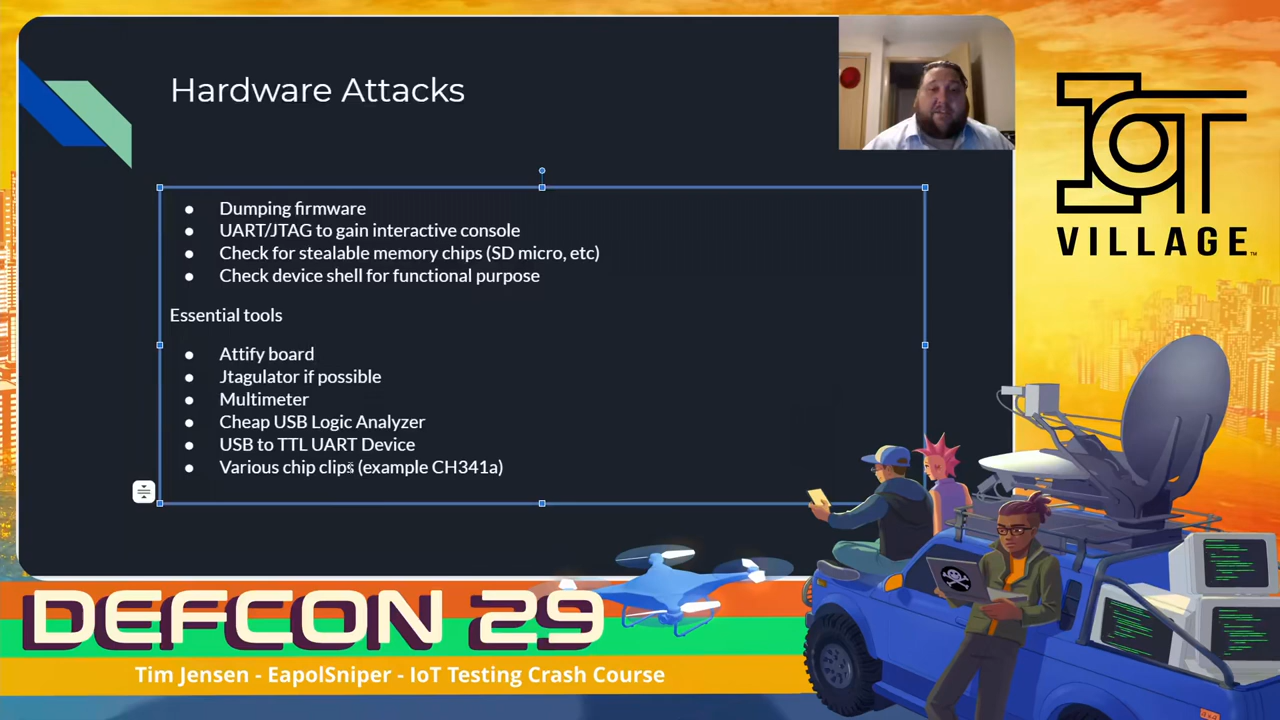 Hardware Attacks
● Dumping firmware
● UART/JTAG to gain interactive console
● Check for stealable memory chips (SD micro, etc)
● Check device shell for functional purpose
Essential tools
● Attify board
● Jtagulator if possible
● Multimeter
● Cheap USB Logic Analyzer
● USB to TTL UART Device
● Various chip clips (example CH341a)
IOT
VILLAGE™
DEFCON 29
Tim Jensen - EapolSniper - IoT Testing Crash Course